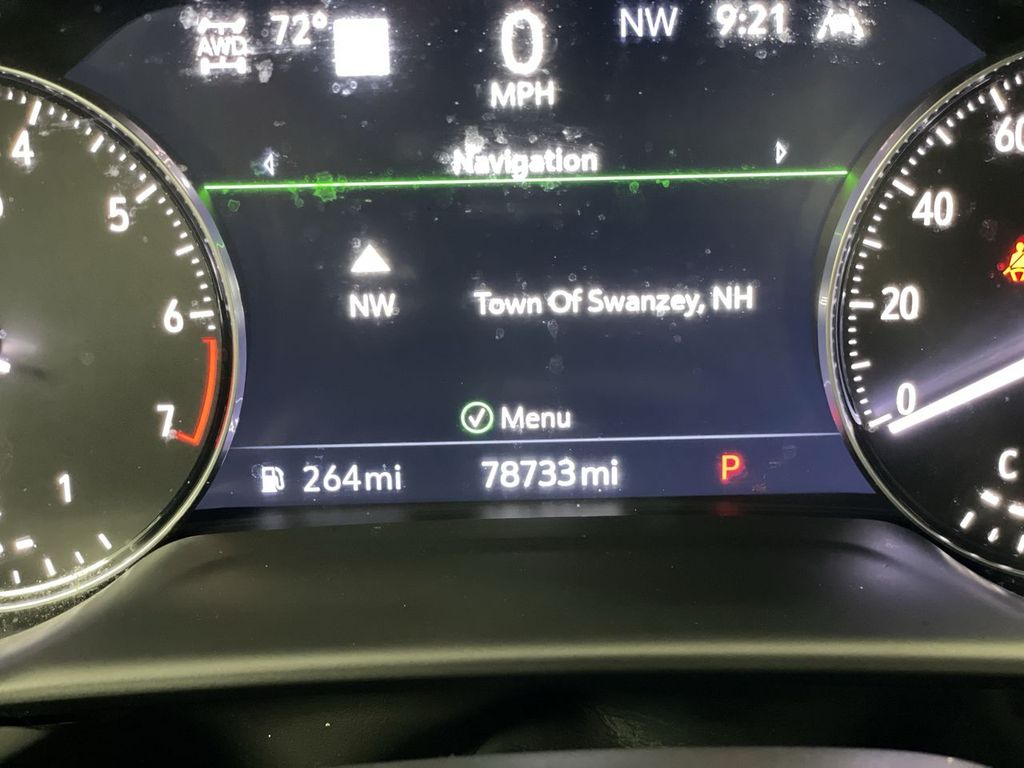 AWD 72° 0 NW 9:21
MPH
Navigation
NW
Town Of Swanzey, NH
Menu
264mi 78733mi P
4
5
6
7
1
60
40
20
0
C